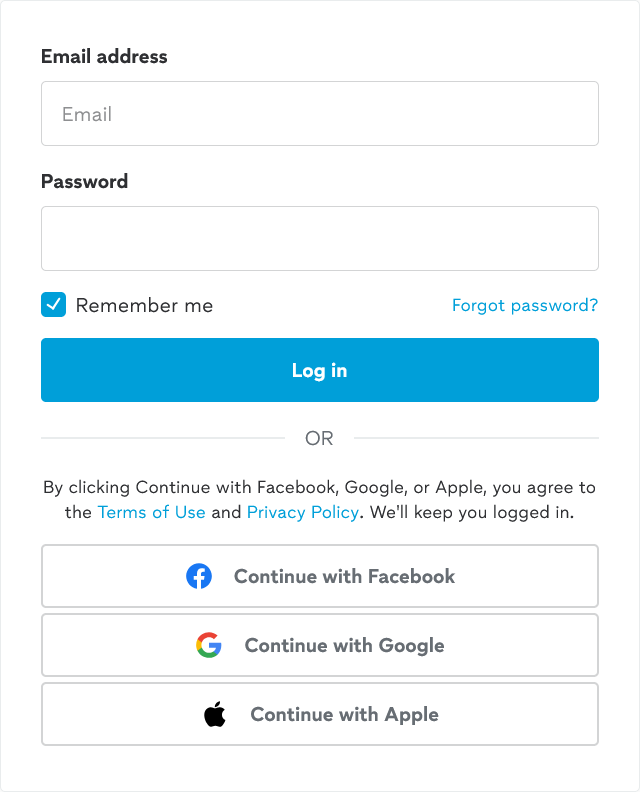 Email address
Email
Password
Remember me
Forgot password?
Log in
OR
By clicking Continue with Facebook, Google, or Apple, you agree to
the Terms of Use and Privacy Policy. We'll keep you logged in.
Continue with Facebook
Continue with Google
Continue with Apple